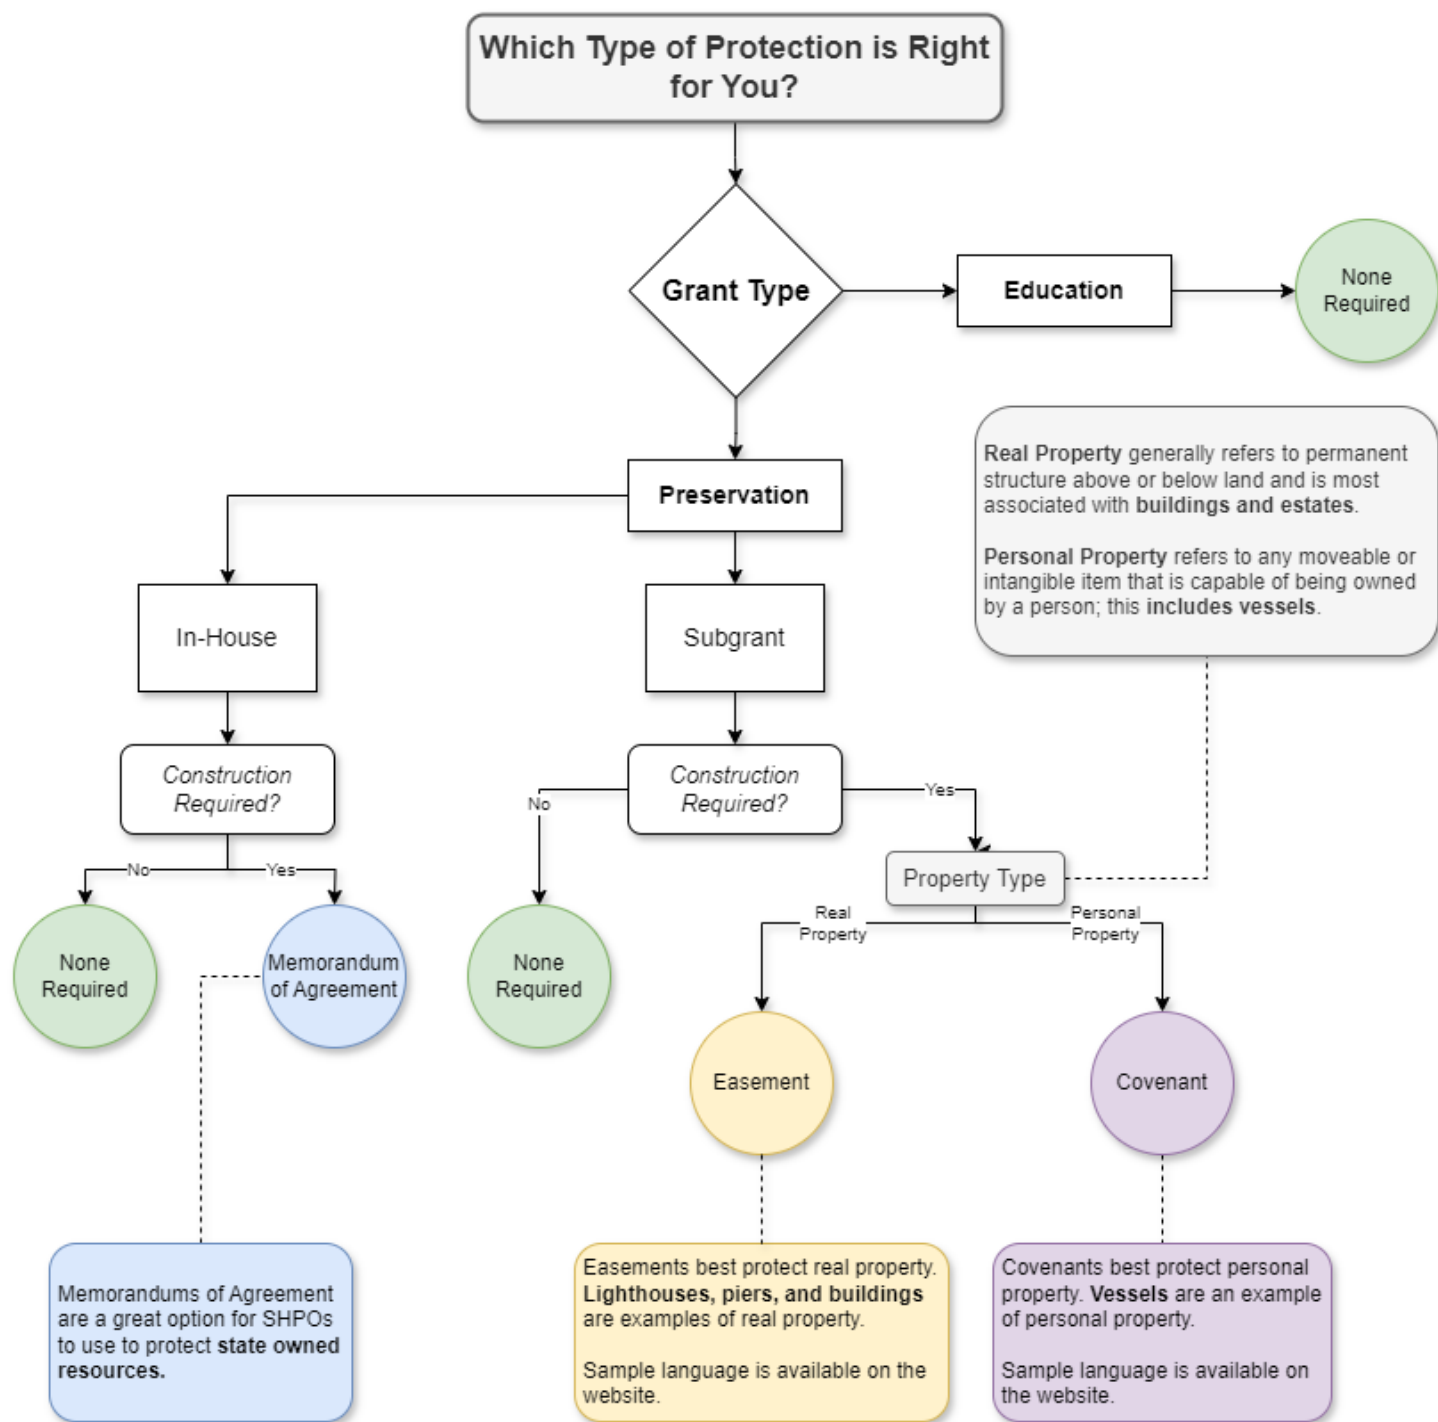 Which Type of Protection is Right
for You?
Grant Type
Education
None
Required
Real Property generally refers to permanent
structure above or below land and is most
associated with buildings and estates.
Personal Property refers to any moveable or
intangible item that is capable of being owned
by a person; this includes vessels.
Preservation
In-House
Subgrant
Construction
Required?
Construction
Required?
No
Yes
No
Yes
Property Type
Real
Property
Personal
Property
None
Required
Memorandum
of Agreement
None
Required
Easement
Covenant
Memorandums of Agreement
are a great option for SHPOs
to use to protect state owned
resources.
Easements best protect real property.
Lighthouses, piers, and buildings
are examples of real property.
Sample language is available on the
website.
Covenants best protect personal
property. Vessels are an example
of personal property.
Sample language is available on
the website.